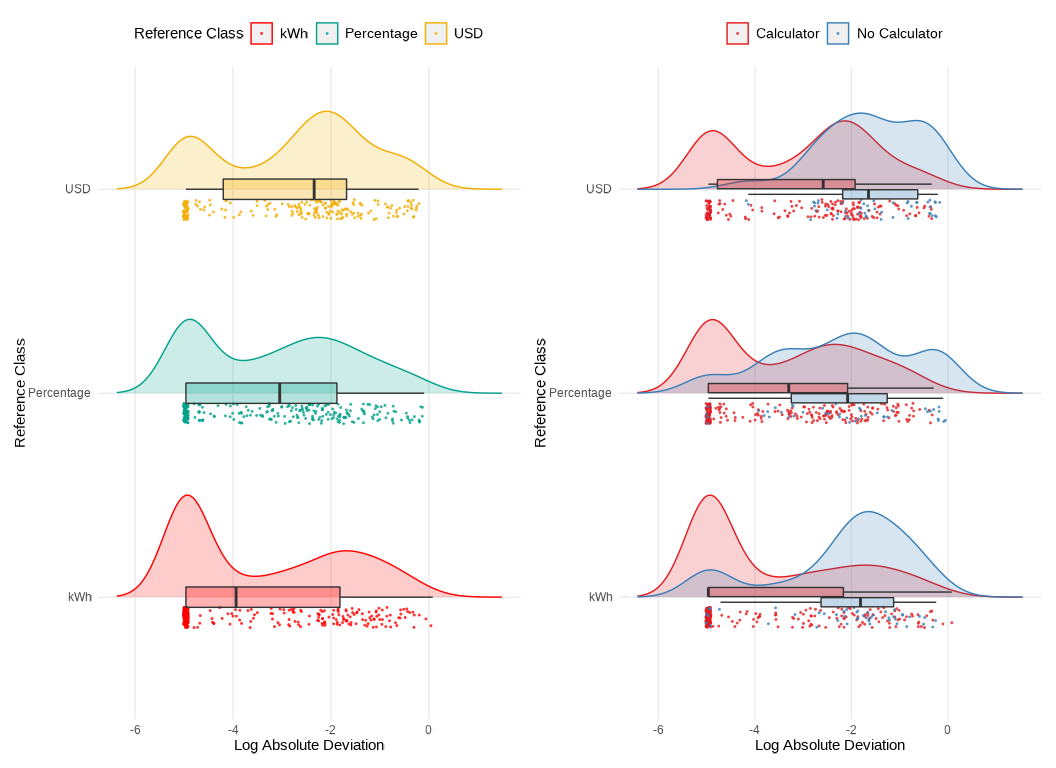 Reference Class kWh Percentage USD
Calculator No Calculator
USD
Percentage
kWh
Reference Class
-6 -4 -2 0
Log Absolute Deviation
USD
Percentage
kWh
Reference Class
-6 -4 -2 0
Log Absolute Deviation